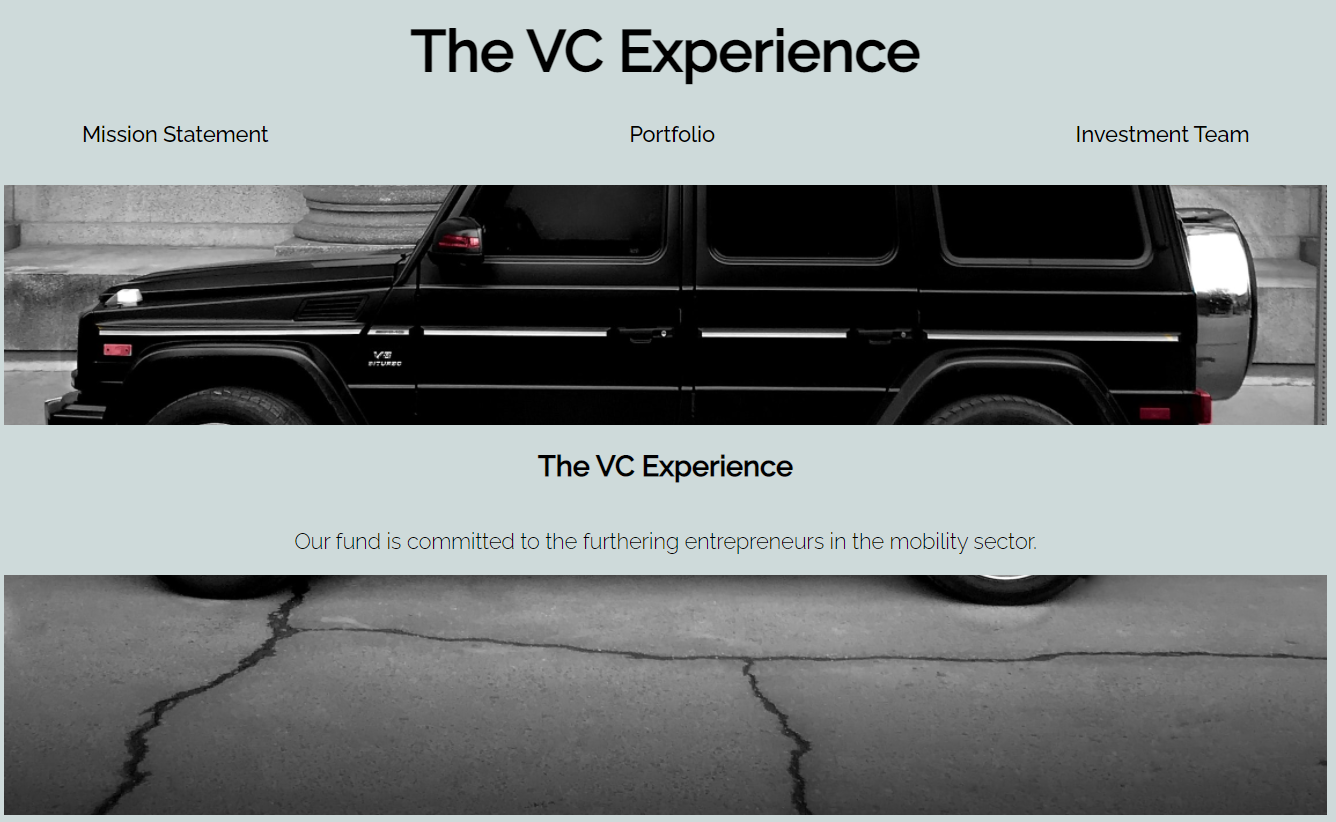 The VC Experience
Mission Statement Portfolio Investment Team
V8
BITURBO
The VC Experience
Our fund is committed to the furthering entrepreneurs in the mobility sector.